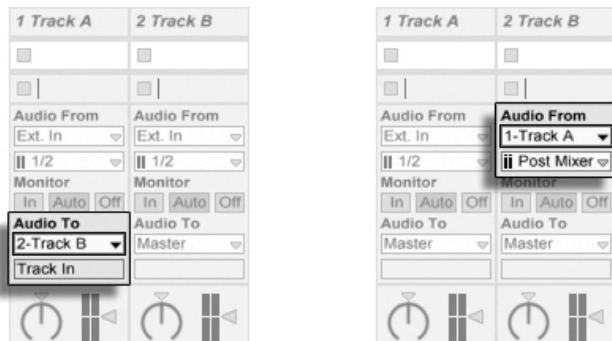 1 Track A
2 Track B
Audio From
Audio From
Ext. In
Ext. In
1/2
1/2
Monitor
Monitor
In Auto Off
In Auto Off
Audio To
Audio To
2-Track B
Master
Track In
1 Track A
2 Track B
Audio From
Audio From
Ext. In
1-Track A
1/2
Post Mixer
Monitor
Monitor
In Auto Off
In Auto Off
Audio To
Audio To
Master
Master